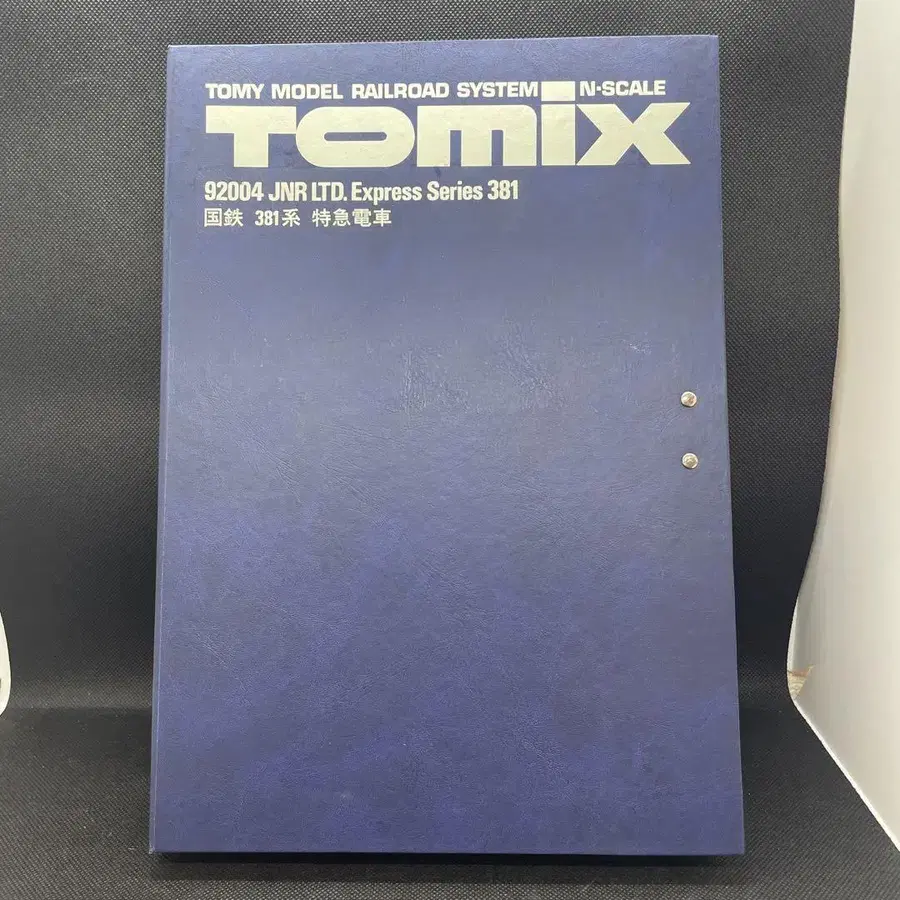 TOMY MODEL RAILROAD SYSTEM N-SCALE
TOMIX
92004 JNR LTD. Express Series 381
国鉄 381系 特急電車